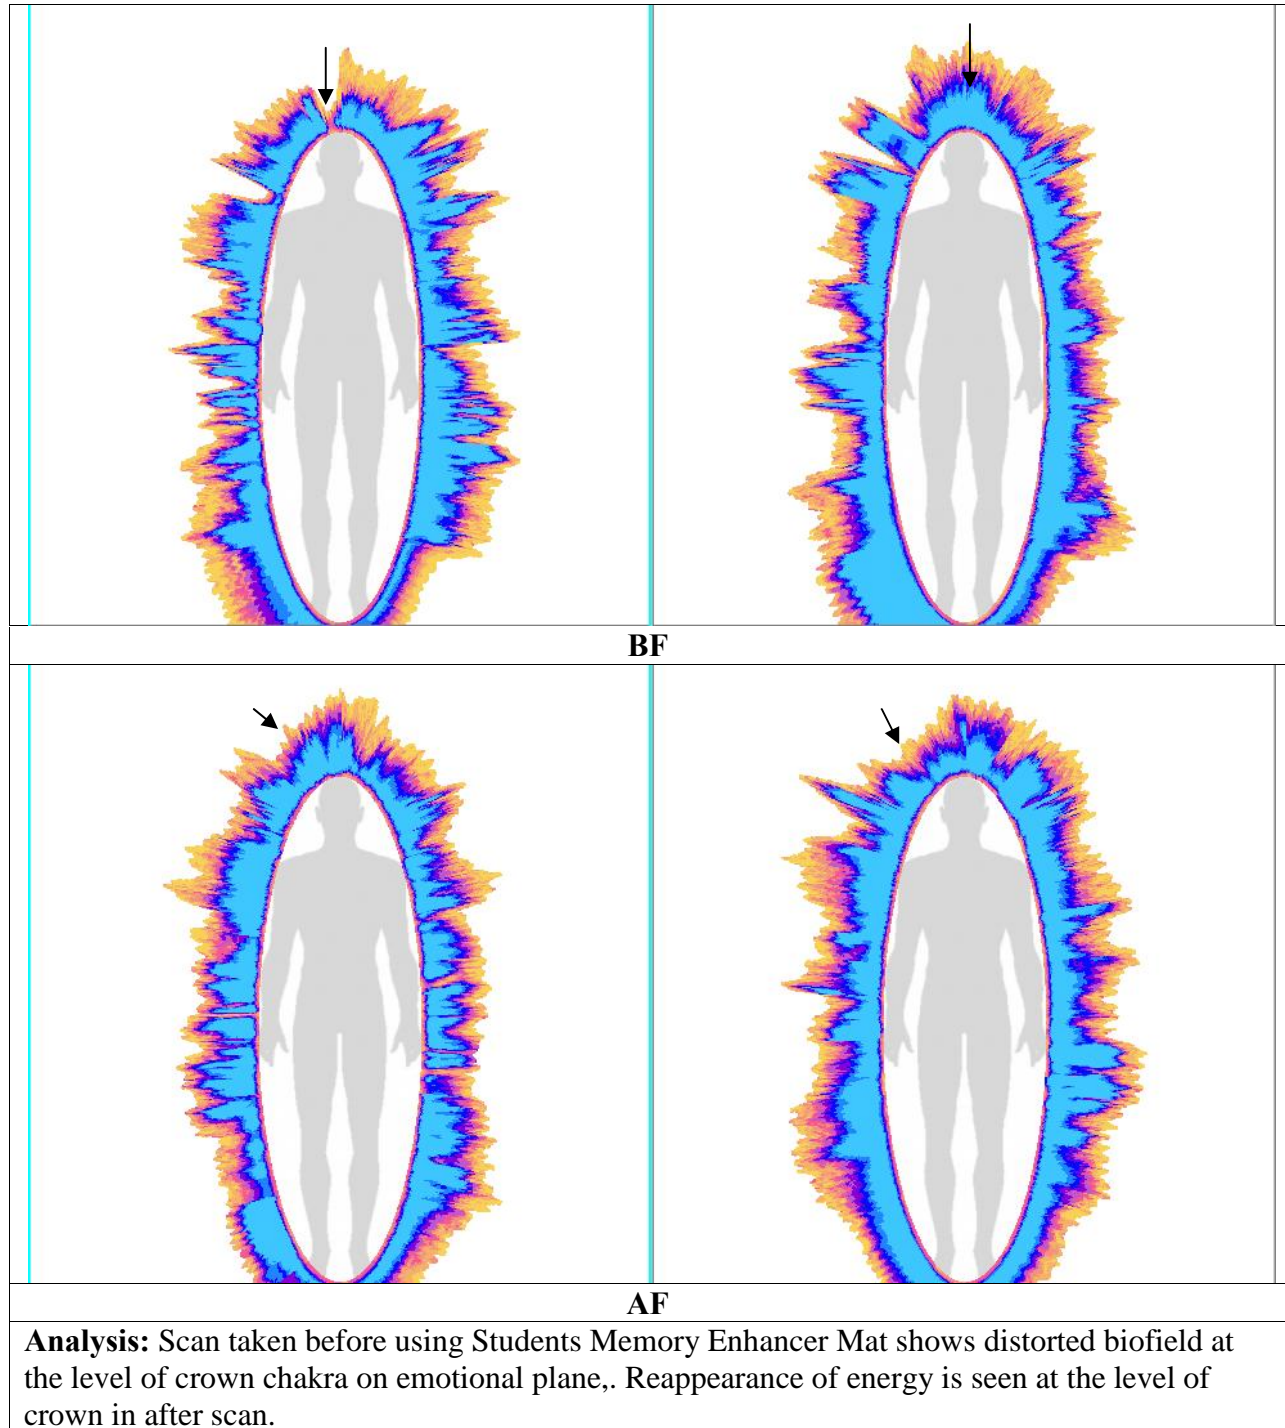 BF
AF
Analysis: Scan taken before using Students Memory Enhancer Mat shows distorted biofield at
the level of crown chakra on emotional plane,. Reappearance of energy is seen at the level of
crown in after scan.